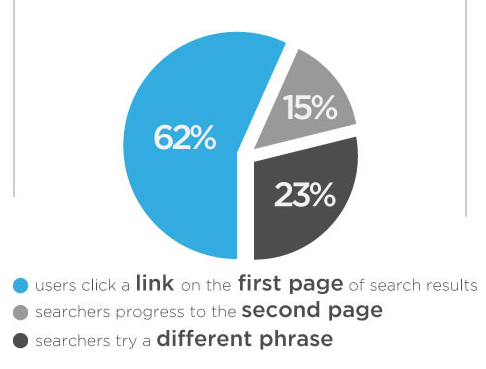 15%
62%
23%
users click a link on the first page of search results
searchers progress to the second page
searchers try a different phrase